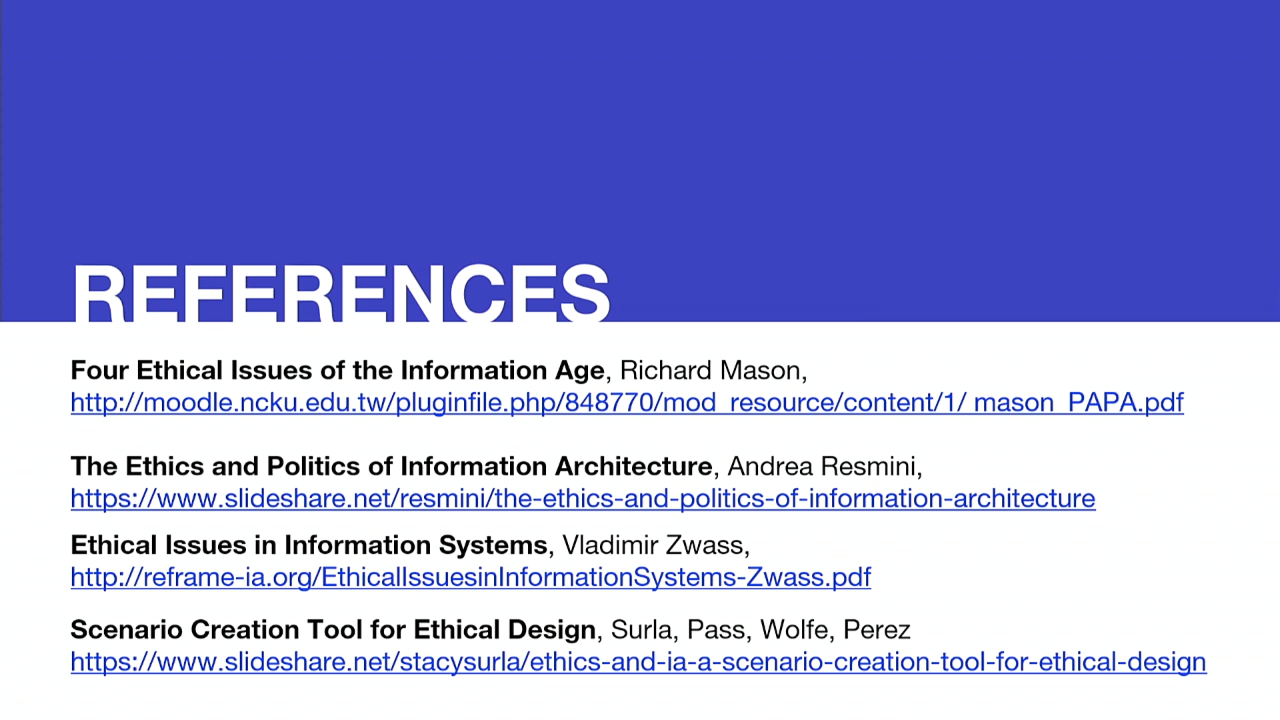 REFERENCES
Four Ethical Issues of the Information Age, Richard Mason,
http://moodle.ncku.edu.tw/pluginfile.php/848770/mod_resource/content/1/ mason_PAPA.pdf
The Ethics and Politics of Information Architecture, Andrea Resmini,
https://www.slideshare.net/resmini/the-ethics-and-politics-of-information-architecture
Ethical Issues in Information Systems, Vladimir Zwass,
http://reframe-ia.org/EthicalIssuesinInformationSystems-Zwass.pdf
Scenario Creation Tool for Ethical Design, Surla, Pass, Wolfe, Perez
https://www.slideshare.net/stacysurla/ethics-and-ia-a-scenario-creation-tool-for-ethical-design